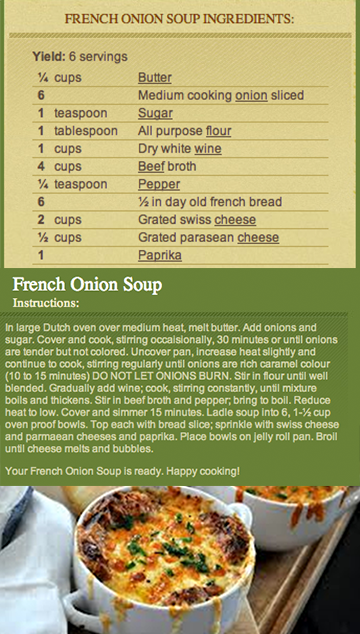 FRENCH ONION SOUP INGREDIENTS:
Yield: 6 servings
¼ cups Butter
6 Medium cooking onion sliced
1 teaspoon Sugar
1 tablespoon All purpose flour
1 cups Dry white wine
4 cups Beef broth
¼ teaspoon Pepper
6 ½ in day old french bread
2 cups Grated swiss cheese
½ cups Grated parasean cheese
1 Paprika
French Onion Soup
Instructions:
In large Dutch oven over medium heat, melt butter. Add onions and
sugar. Cover and cook, stirring occaisionally, 30 minutes or until onions
are tender but not colored. Uncover pan, increase heat slightly and
continue to cook, stirring regularly until onions are rich caramel colour
(10 to 15 minutes) DO NOT LET ONIONS BURN. Stir in flour until well
blended. Gradually add wine; cook, stirring constantly, until mixture
boils and thickens. Stir in beef broth and pepper; bring to boil. Reduce
heat to low. Cover and simmer 15 minutes. Ladle soup into 6, 1-½ cup
oven proof bowls. Top each with bread slice; sprinkle with swiss cheese
and parmaean cheeses and paprika. Place bowls on jelly roll pan. Broil
until cheese melts and bubbles.
Your French Onion Soup is ready. Happy cooking!